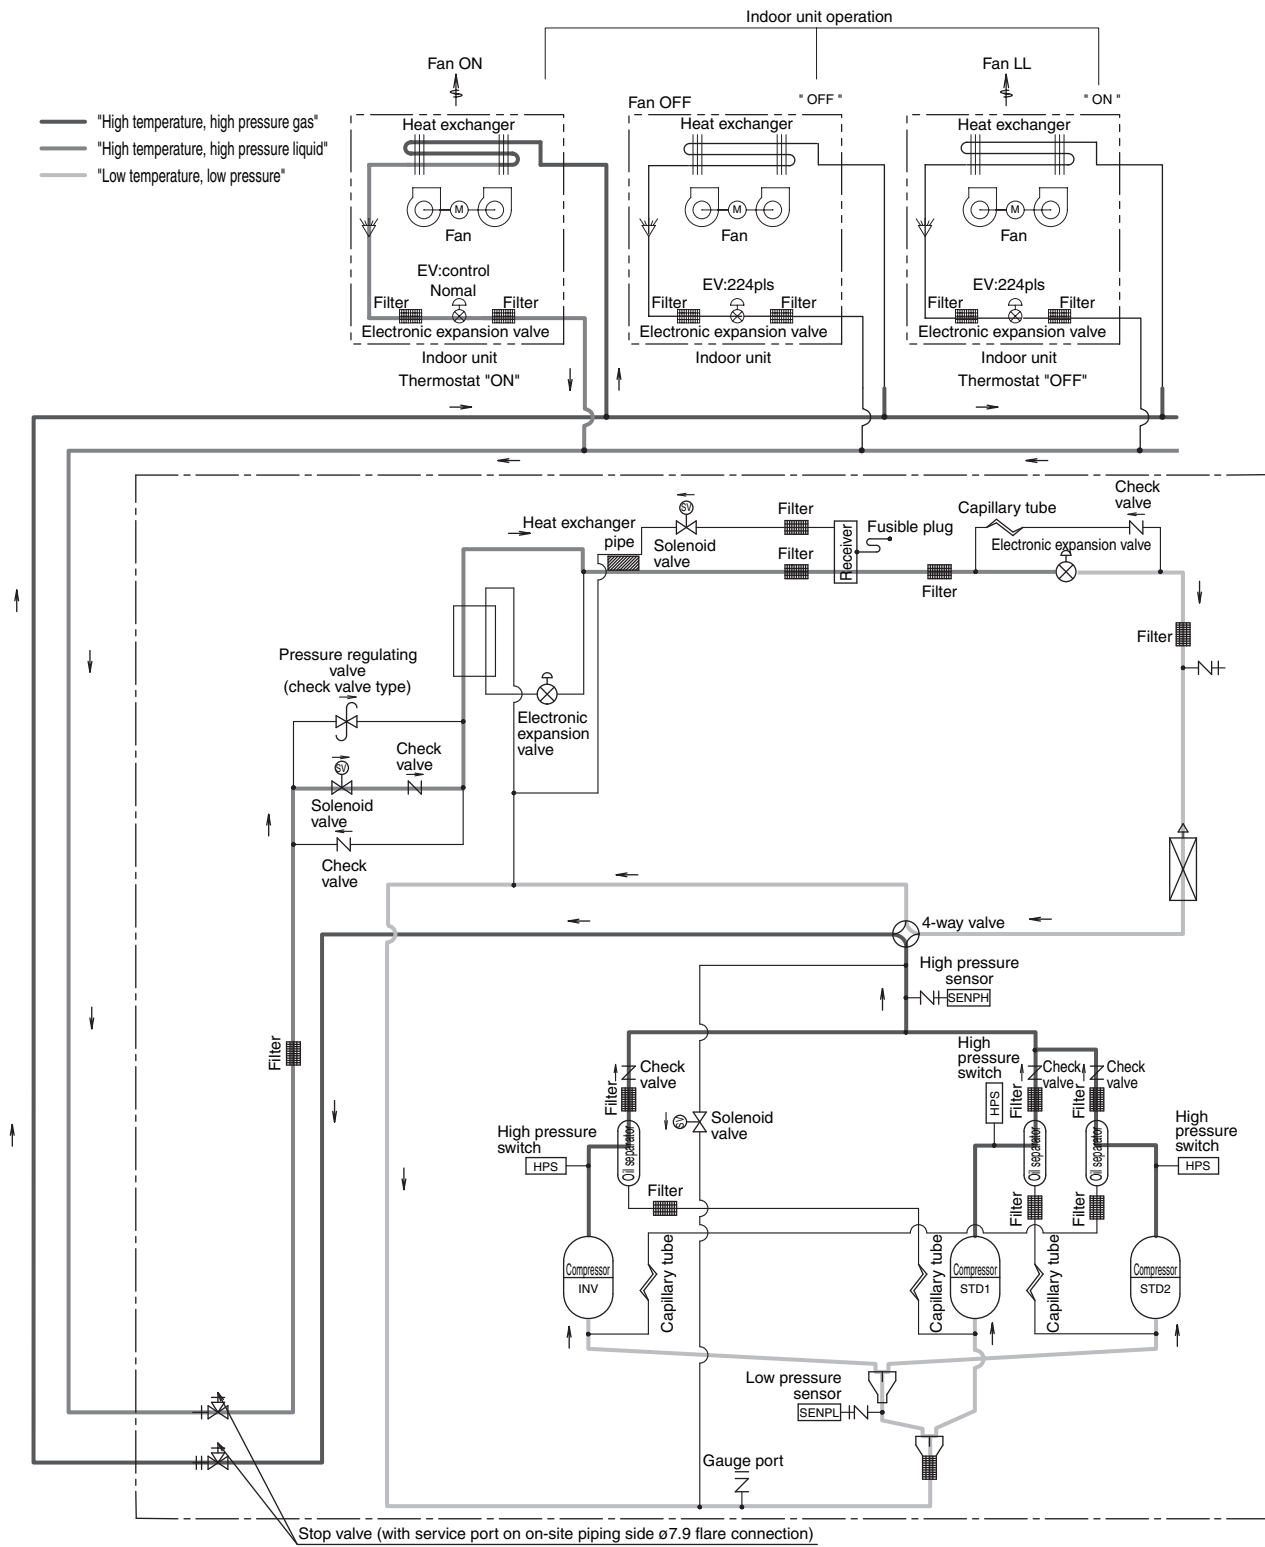 Indoor unit operation
Fan ON
Fan OFF
" OFF "
Fan LL
" ON "
"High temperature, high pressure gas"
"High temperature, high pressure liquid"
"Low temperature, low pressure"
Heat exchanger
M
Fan
EV:control
Nomal
Filter
Filter
Electronic expansion valve
Indoor unit
Thermostat "ON"
Heat exchanger
M
Fan
EV:224pls
Filter
Filter
Electronic expansion valve
Indoor unit
Heat exchanger
M
Fan
EV:224pls
Filter
Filter
Electronic expansion valve
Indoor unit
Thermostat "OFF"
Heat exchanger
pipe
SV
Solenoid
valve
Filter
Filter
Receiver
Fusible plug
Filter
Capillary tube
Check
valve
Electronic expansion valve
Filter
Pressure regulating
valve
(check valve type)
Electronic
expansion
valve
SV
Solenoid
valve
Check
valve
Check
valve
4-way valve
High pressure
sensor
SENPH
Filter
Check
valve
Filter
High
pressure
switch
HPS
Check
valve
Filter
Check
valve
Filter
SV
Solenoid
valve
High pressure
switch
HPS
Oil separator
Oil separator
Oil separator
High
pressure
switch
HPS
Filter
Filter
Filter
Compressor
INV
Capillary tube
Capillary tube
Compressor
STD1
Capillary tube
Compressor
STD2
Low pressure
sensor
SENPL
Gauge port
Stop valve (with service port on on-site piping side ø7.9 flare connection)